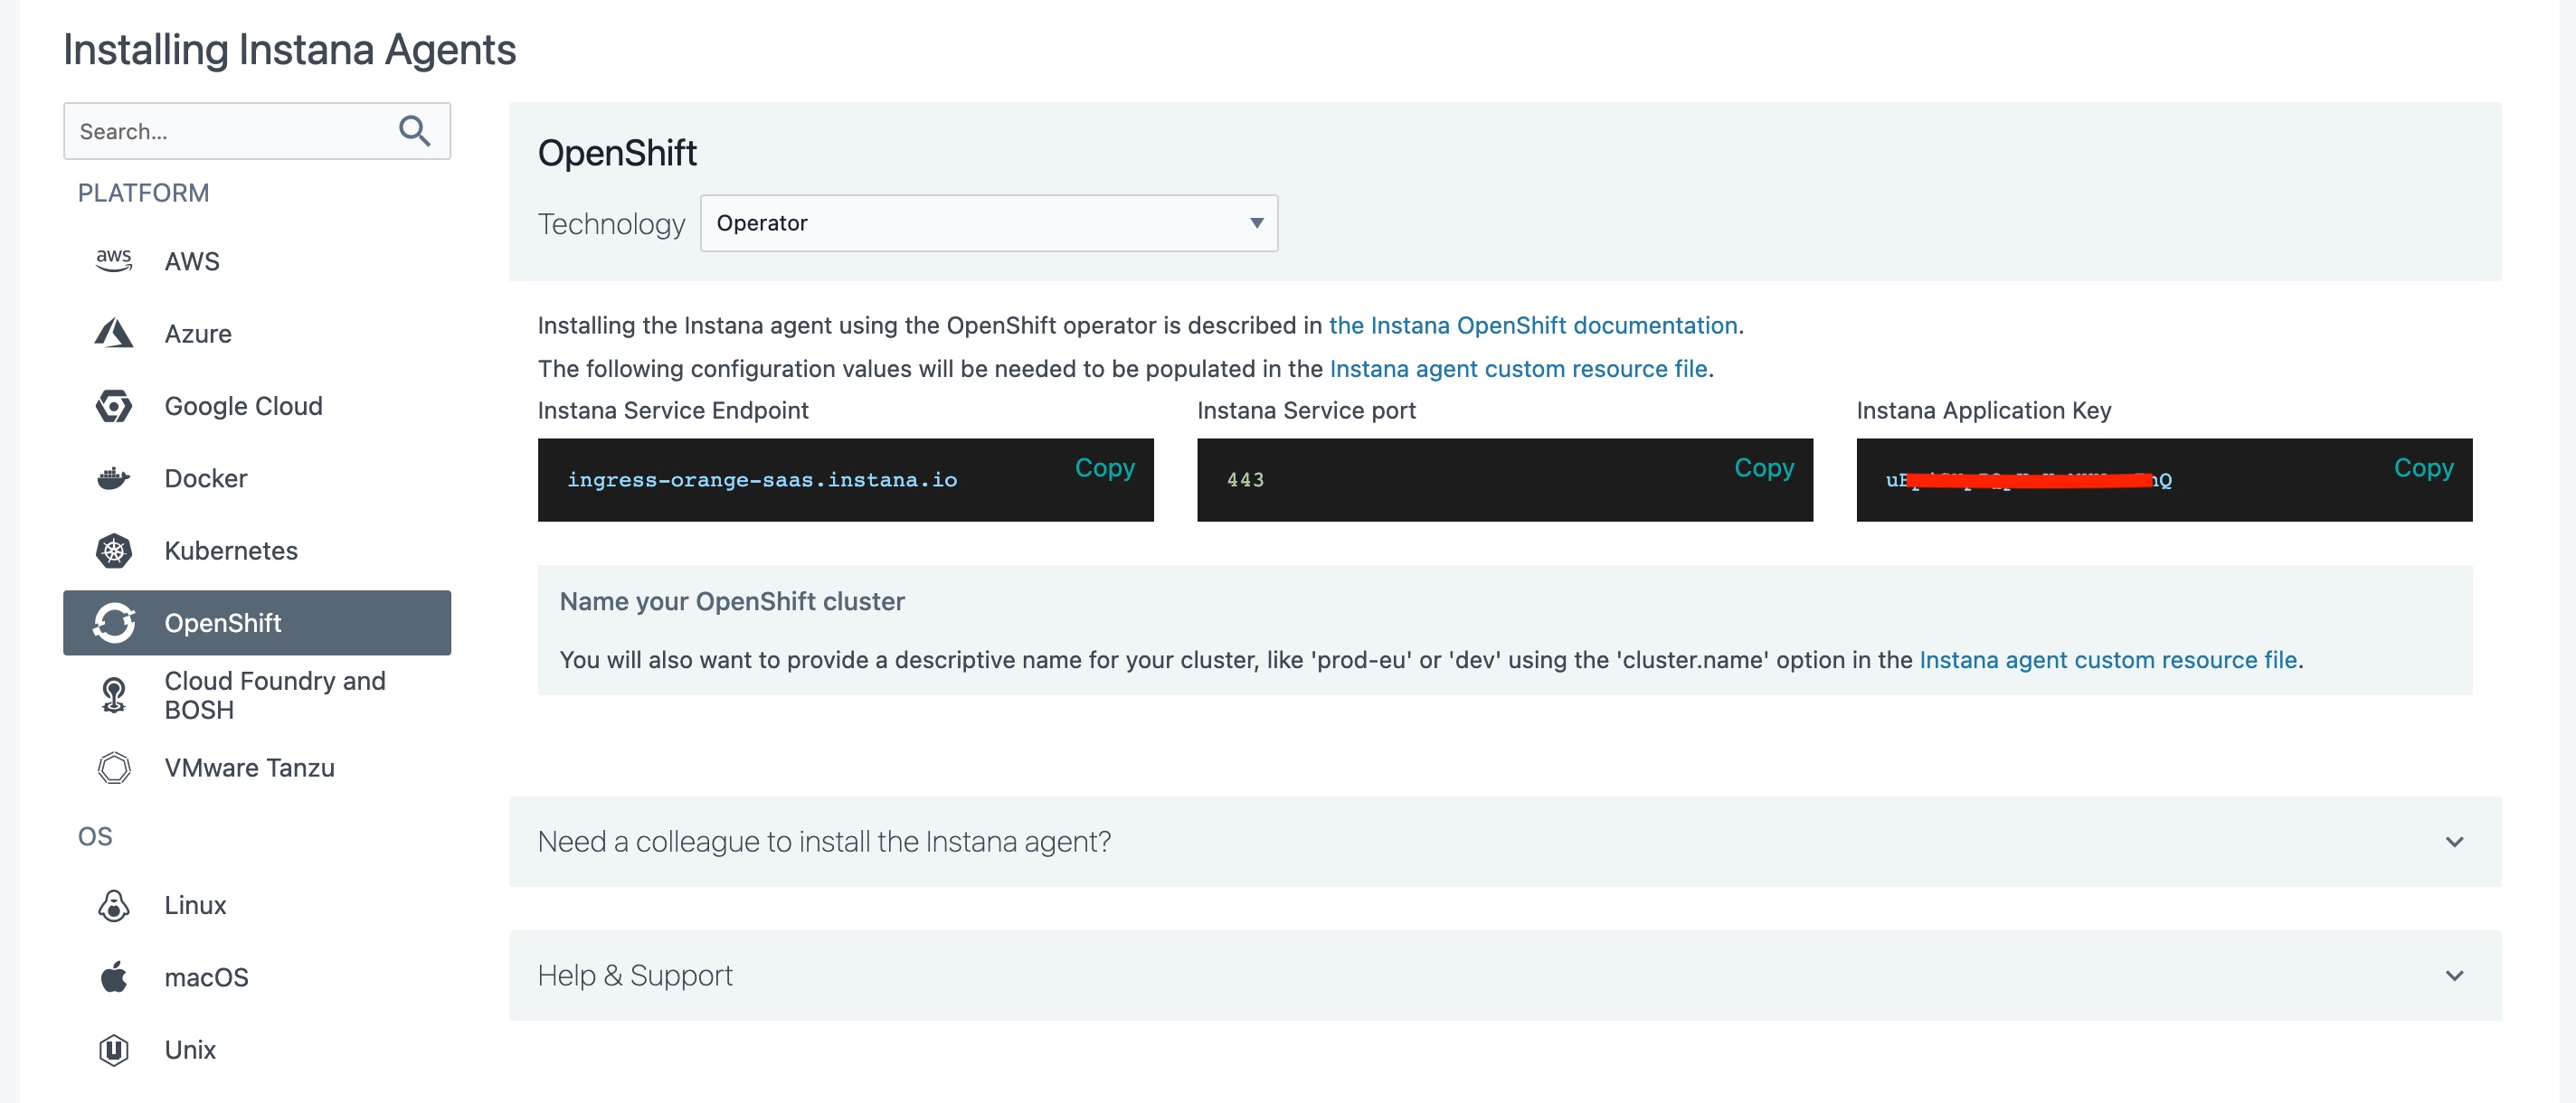 Installing Instana Agents
Search...
PLATFORM
aws AWS
Azure
Google Cloud
Docker
Kubernetes
OpenShift
Cloud Foundry and
BOSH
VMware Tanzu
OS
Linux
macOS
Unix
OpenShift
Technology Operator
Installing the Instana agent using the OpenShift operator is described in the Instana OpenShift documentation.
The following configuration values will be needed to be populated in the Instana agent custom resource file.
Instana Service Endpoint
ingress-orange-saas.instana.io Copy
Instana Service port
443 Copy
Instana Application Key
Copy
Name your OpenShift cluster
You will also want to provide a descriptive name for your cluster, like 'prod-eu' or 'dev' using the 'cluster.name' option in the Instana agent custom resource file.
Need a colleague to install the Instana agent?
Help & Support